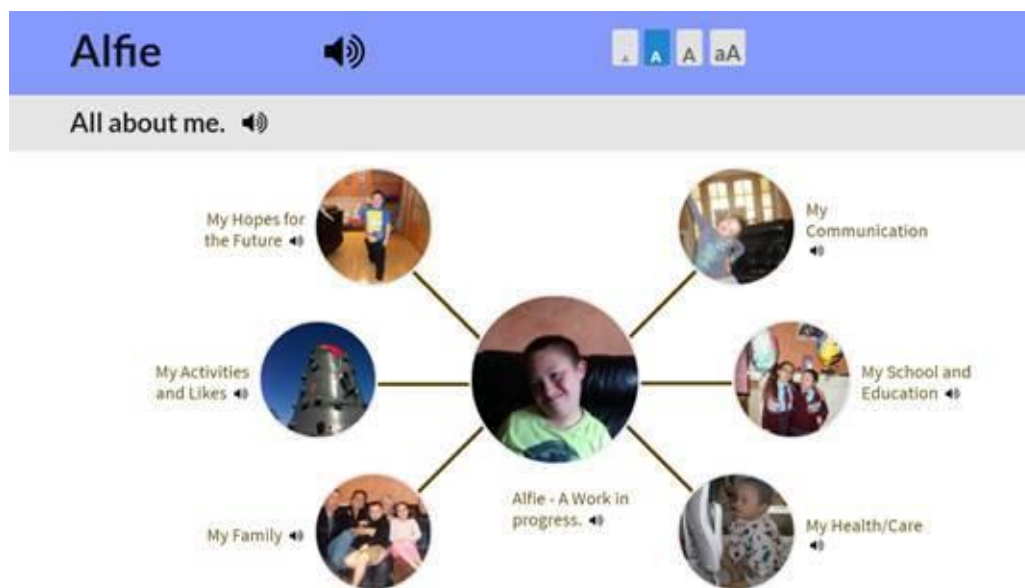 Alfie
A A A aA
All about me.
My Hopes for
the Future
My
Communication
My Activities
and Likes
My School and
Education
Alfie - A Work in
progress.
My Family
My Health/Care